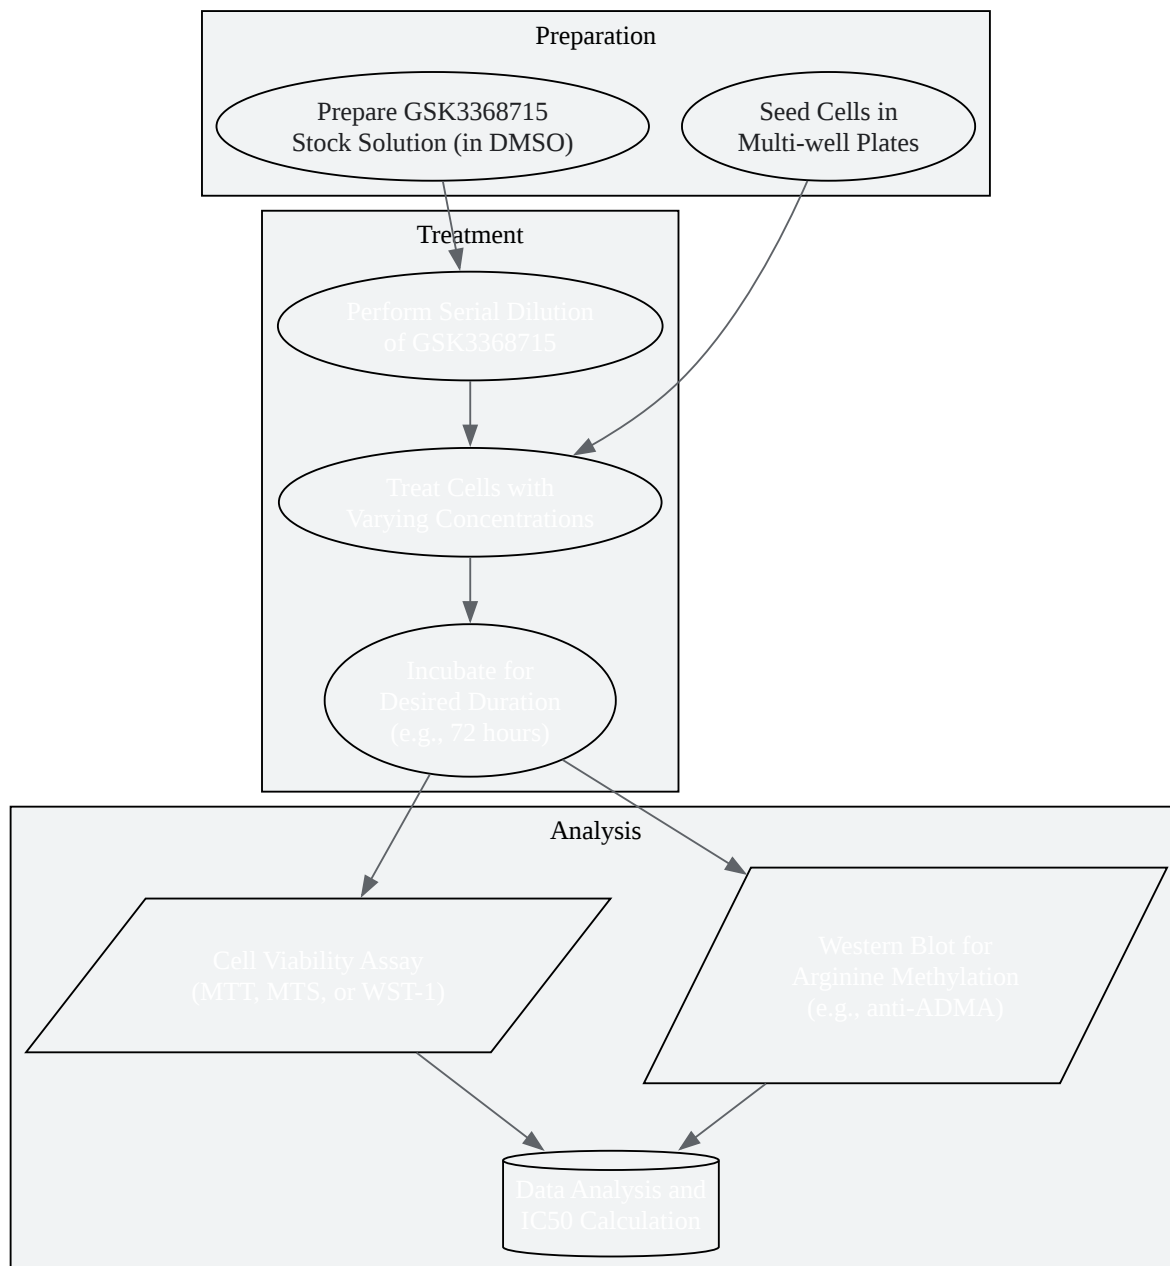 Preparation
Prepare GSK3368715
Stock Solution (in DMSO)
Seed Cells in
Multi-well Plates
Treatment
Perform Serial Dilution
of GSK3368715
Treat Cells with
Varying Concentrations
Incubate for
Desired Duration
(e.g., 72 hours)
Analysis
Cell Viability Assay
(MTT, MTS, or WST-1)
Western Blot for
Arginine Methylation
(e.g., anti-ADMA)
Data Analysis and
IC50 Calculation